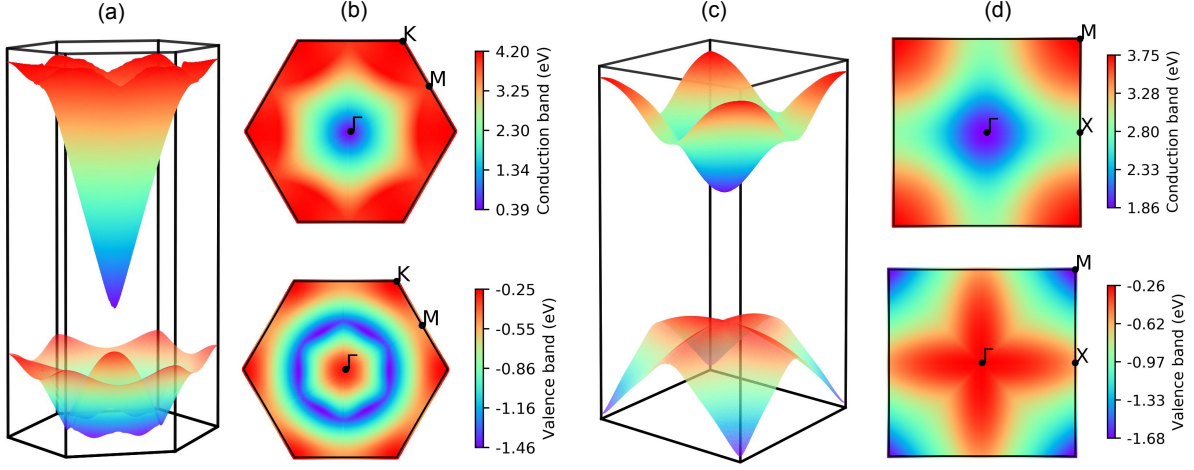 (a)
(b)
(c)
(d)
K
M
Γ
4.20
3.25
2.30
1.34
0.39
Conduction band (eV)
M
X
Γ
3.75
3.28
2.80
2.33
1.86
Conduction band (eV)
K
M
Γ
-0.25
-0.55
-0.86
-1.16
-1.46
Valence band (eV)
M
X
Γ
-0.26
-0.62
-0.97
-1.33
-1.68
Valence band (eV)